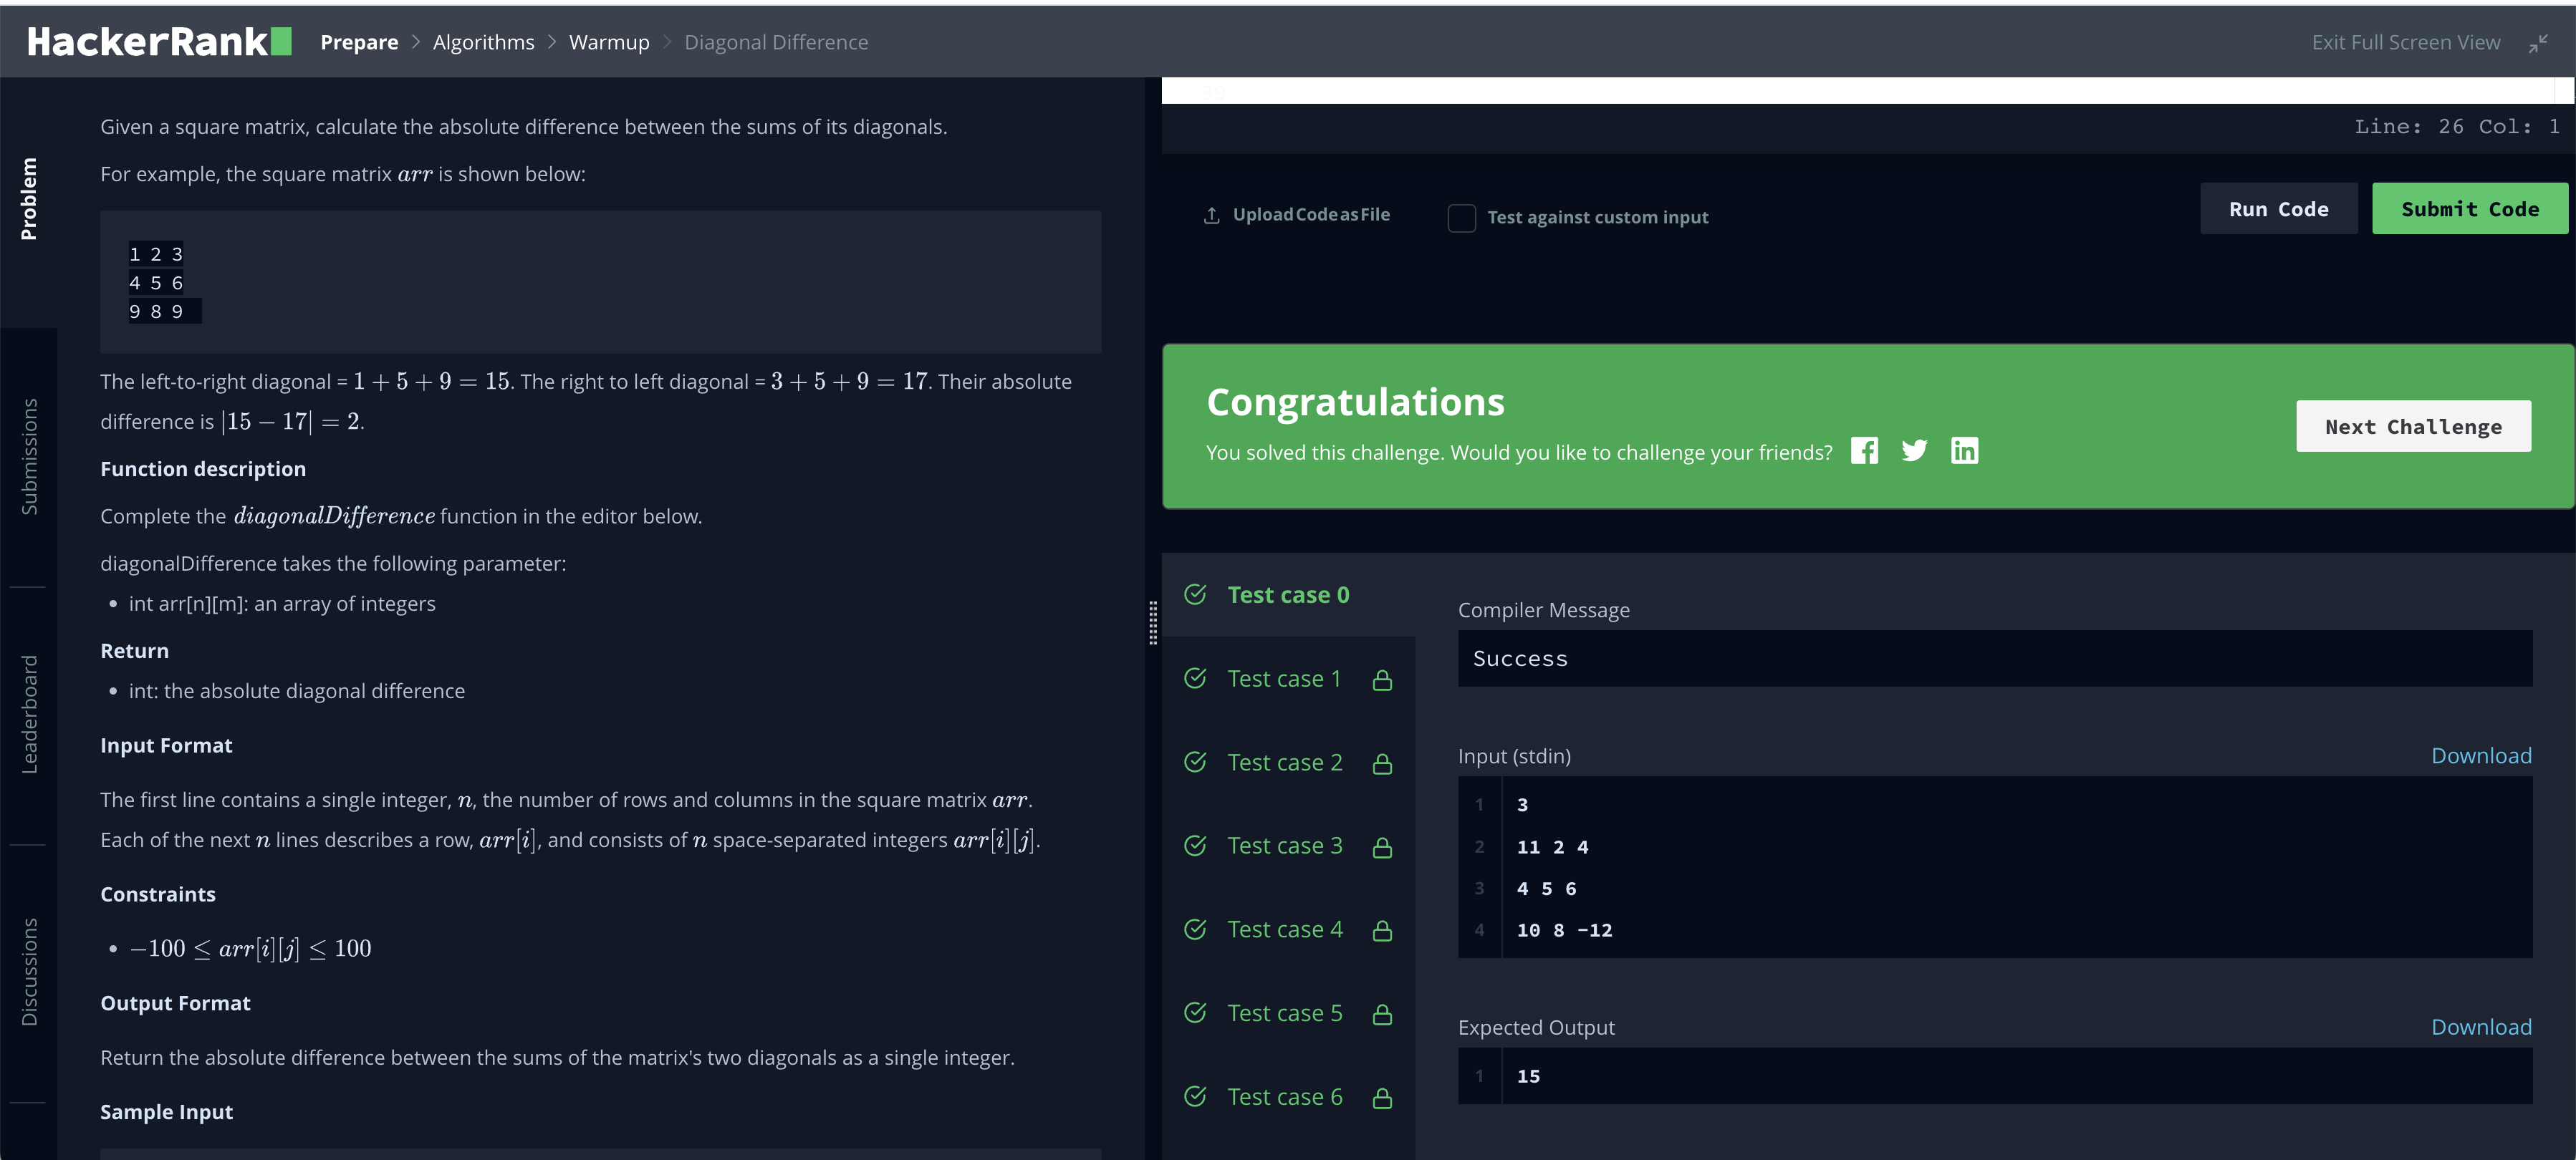 HackerRank Prepare > Algorithms > Warmup > Diagonal Difference
Exit Full Screen View
Problem
Submissions
Leaderboard
Discussions
Given a square matrix, calculate the absolute difference between the sums of its diagonals.
For example, the square matrix arr is shown below:
1 2 3
4 5 6
9 8 9
The left-to-right diagonal = 1 + 5 + 9 = 15. The right to left diagonal = 3 + 5 + 9 = 17. Their absolute
difference is |15 − 17| = 2.
Function description
Complete the diagonalDifference function in the editor below.
diagonalDifference takes the following parameter:
• int arr[n][m]: an array of integers
Return
• int: the absolute diagonal difference
Input Format
The first line contains a single integer, n, the number of rows and columns in the square matrix arr.
Each of the next n lines describes a row, arr[i], and consists of n space-separated integers arr[i][j].
Constraints
• −100 ≤ arr[i][j] ≤ 100
Output Format
Return the absolute difference between the sums of the matrix's two diagonals as a single integer.
Sample Input
39
Line: 26 Col: 1
Upload Code as File
Test against custom input
Run Code
Submit Code
Congratulations
You solved this challenge. Would you like to challenge your friends?
Next Challenge
Test case 0
Test case 1
Test case 2
Test case 3
Test case 4
Test case 5
Test case 6
Compiler Message
Success
Input (stdin)
Download
1 3
2 11 2 4
3 4 5 6
4 10 8 -12
Expected Output
Download
1 15